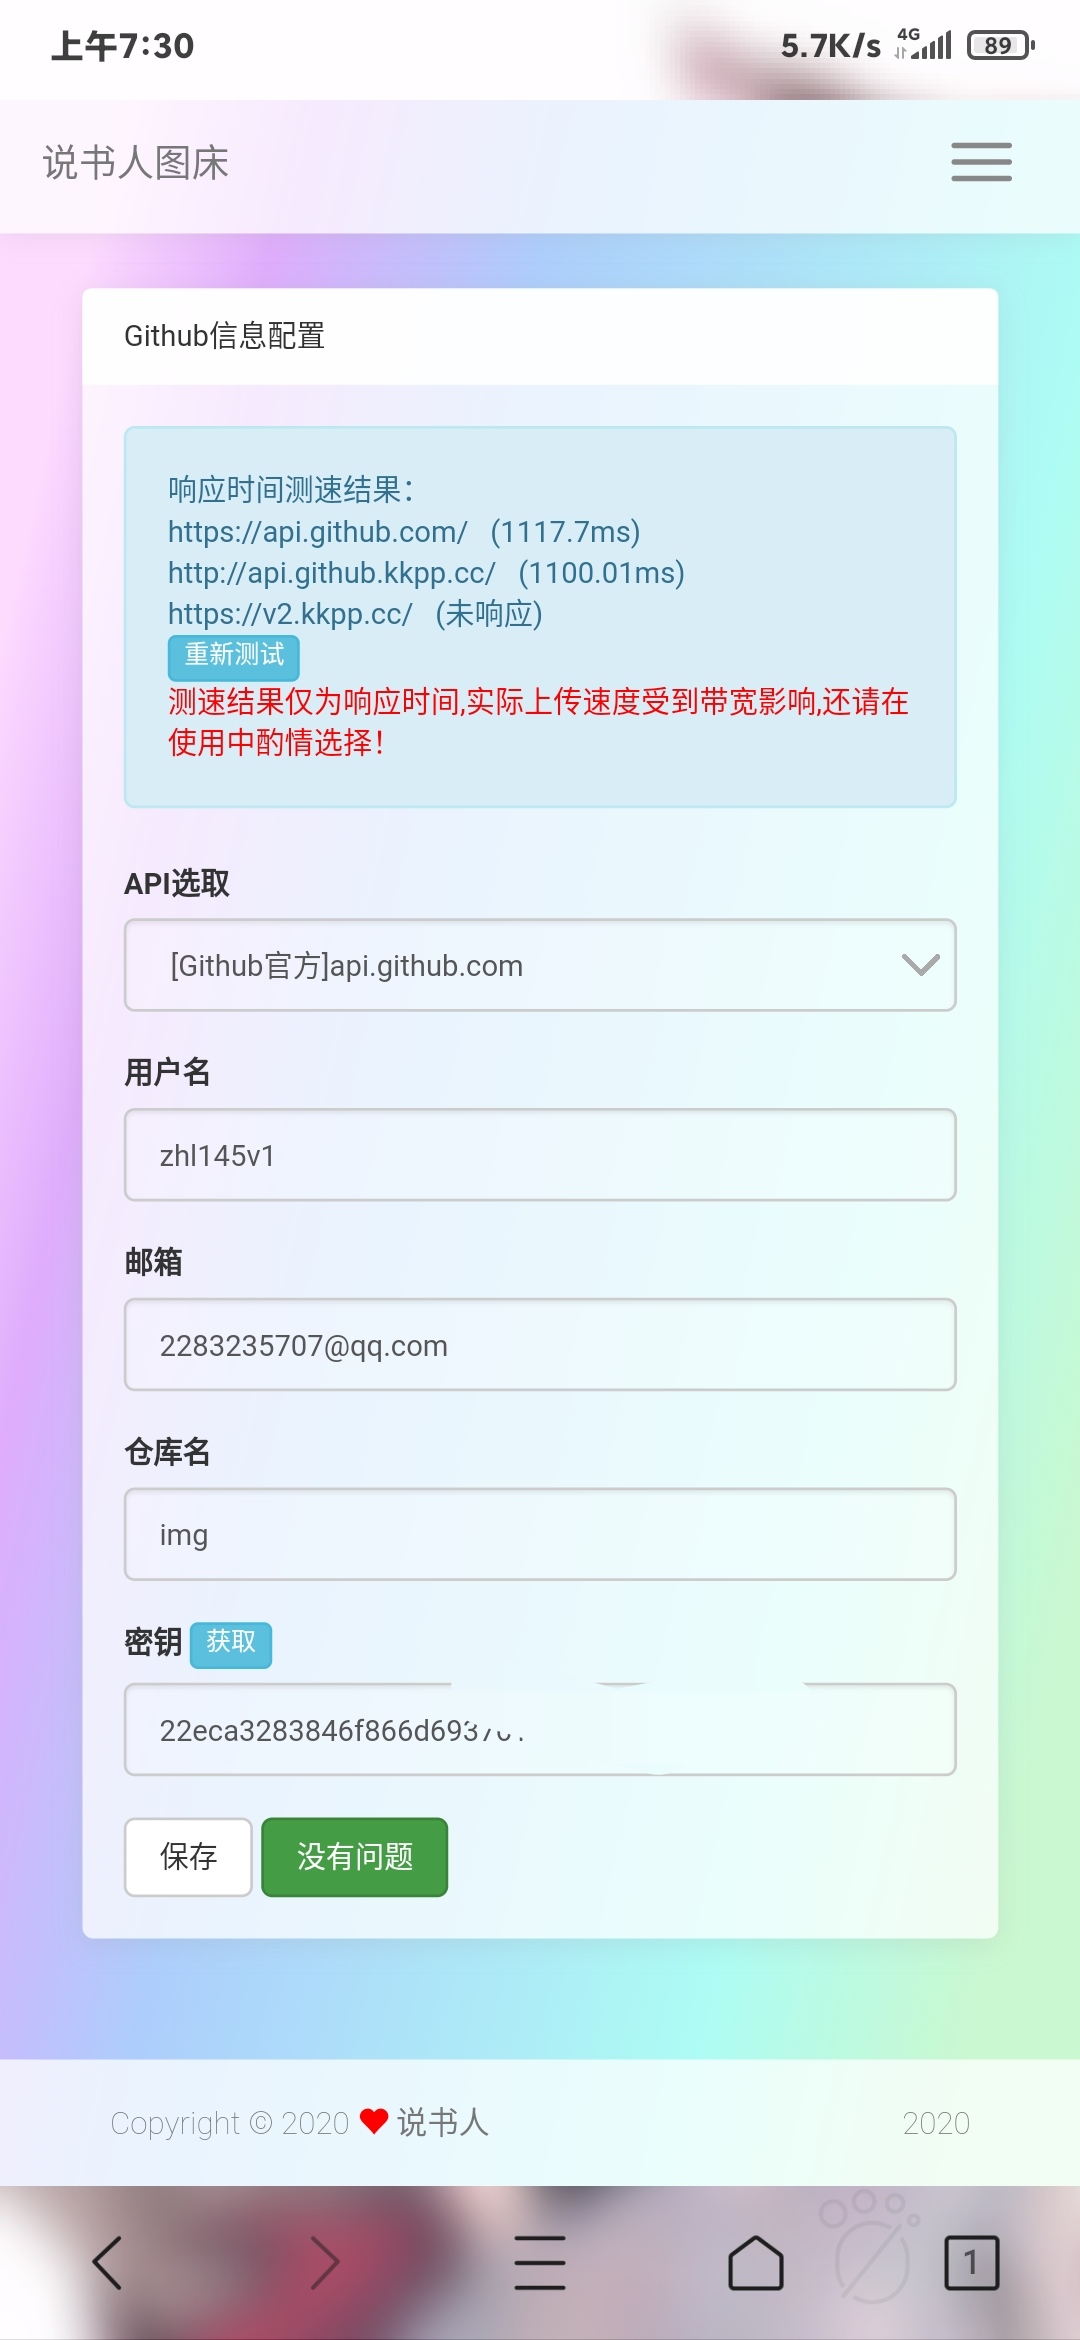 上午7:30
5.7K/s 4G 89
说书人图床
Github信息配置
响应时间测速结果：
https://api.github.com/ (1117.7ms)
http://api.github.kkpp.cc/ (1100.01ms)
https://v2.kkpp.cc/ (未响应)
重新测试
测速结果仅为响应时间,实际上传速度受到带宽影响,还请在
使用中酌情选择！
API选取
[Github官方]api.github.com
用户名
zhl145v1
邮箱
2283235707@qq.com
仓库名
img
密钥 获取
22eca3283846f866d693
保存 没有问题
Copyright © 2020 ❤ 说书人 2020
1